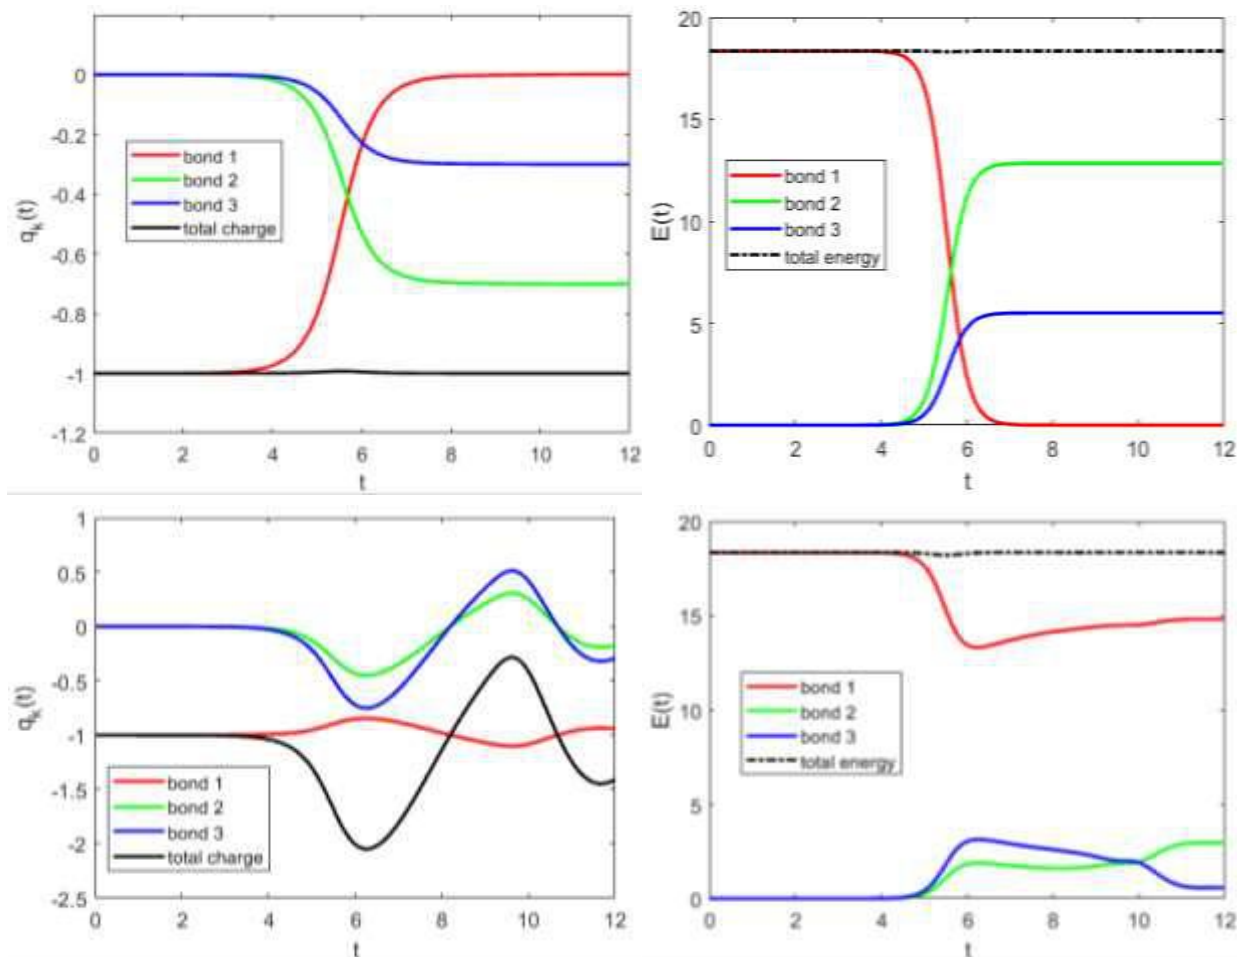 0
-0.2
-0.4
-0.6
-0.8
-1
-1.2
q_k(t)
bond 1
bond 2
bond 3
total charge
0 2 4 6 8 10 12
t
20
15
10
5
0
E(t)
bond 1
bond 2
bond 3
total energy
0 2 4 6 8 10 12
t
1
0.5
0
-0.5
-1
-1.5
-2
-2.5
q_k(t)
bond 1
bond 2
bond 3
total charge
0 2 4 6 8 10 12
t
20
15
10
5
0
E(t)
bond 1
bond 2
bond 3
total energy
0 2 4 6 8 10 12
t